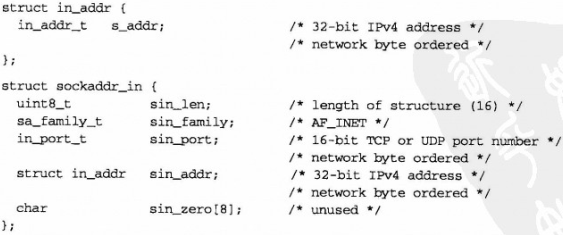 struct in_addr {
  in_addr_t   s_addr;           /* 32-bit IPv4 address */
                                /* network byte ordered */
};
struct sockaddr_in {
  uint8_t         sin_len;      /* length of structure (16) */
  sa_family_t     sin_family;   /* AF_INET */
  in_port_t       sin_port;     /* 16-bit TCP or UDP port number */
                                /* network byte ordered */
  struct in_addr  sin_addr;     /* 32-bit IPv4 address */
                                /* network byte ordered */
  char            sin_zero[8];  /* unused */
};